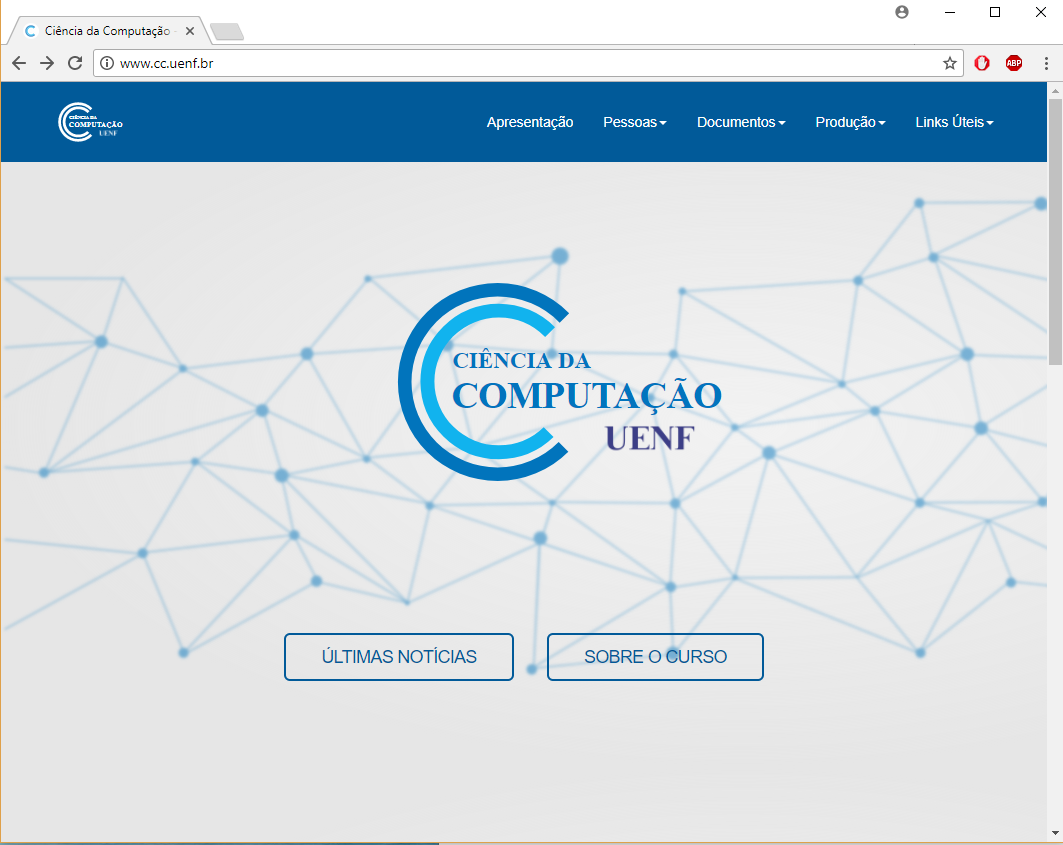 Ciência da Computação
www.cc.uenf.br
ABP
CIÊNCIA DA
COMPUTAÇÃO
UENF
Apresentação
Pessoas
Documentos
Produção
Links Úteis
CIÊNCIA DA
COMPUTAÇÃO
UENF
ÚLTIMAS NOTÍCIAS
SOBRE O CURSO